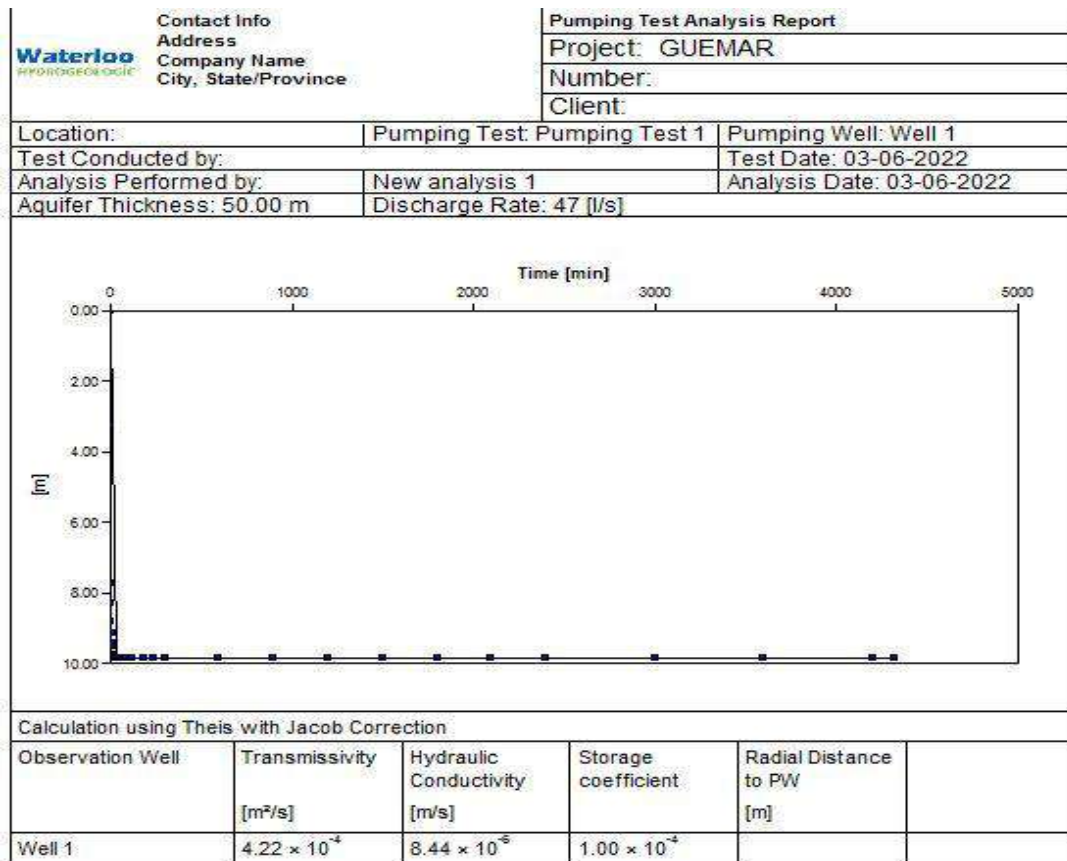 Contact Info
Address
Company Name
City, State/Province
Waterloo
HYDROGEOLOGIC
Pumping Test Analysis Report
Project: GUEMAR
Number:
Client:
Location: Pumping Test: Pumping Test 1 Pumping Well: Well 1
Test Conducted by: Test Date: 03-06-2022
Analysis Performed by: New analysis 1 Analysis Date: 03-06-2022
Aquifer Thickness: 50.00 m Discharge Rate: 47 [l/s]
Time [min]
0 1000 2000 3000 4000 5000
0.00
2.00
4.00
[m]
6.00
8.00
10.00
Calculation using Theis with Jacob Correction
Observation Well Transmissivity Hydraulic Conductivity Storage coefficient Radial Distance to PW
[m²/s] [m/s] [m]
Well 1 4.22 × 10⁻⁴ 8.44 × 10⁻⁶ 1.00 × 10⁻⁴